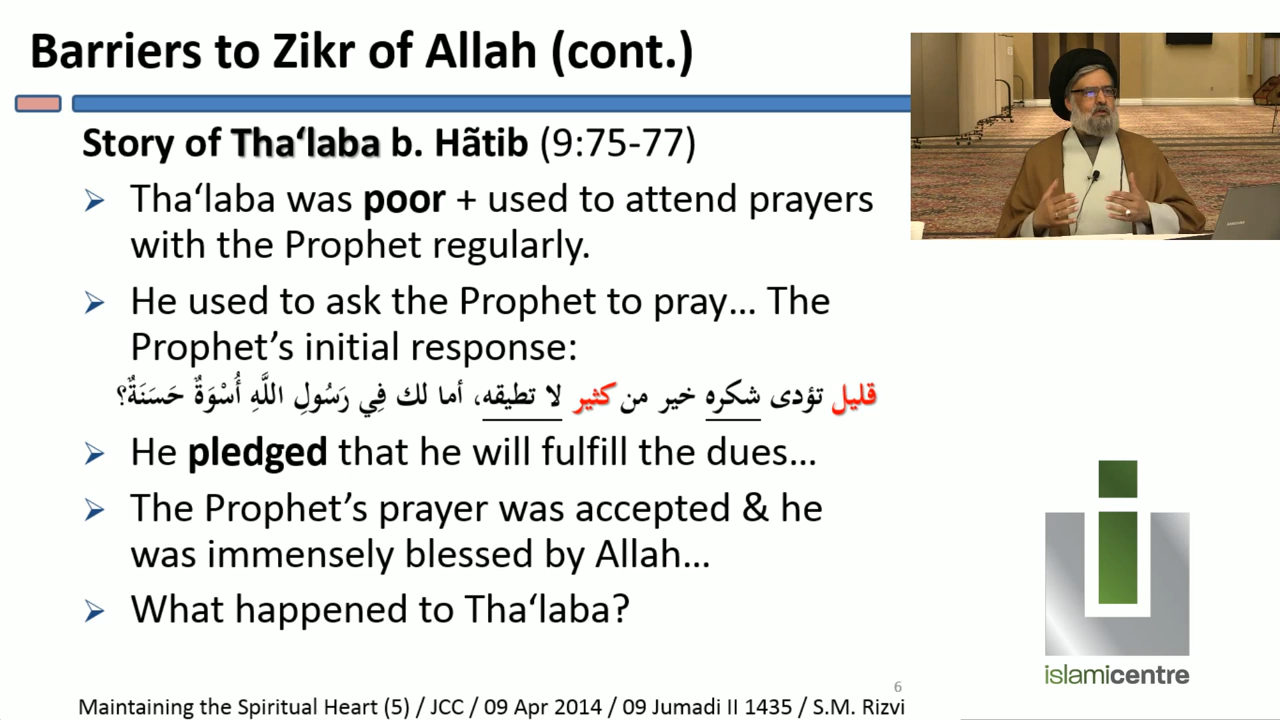 Barriers to Zikr of Allah (cont.)
Story of Tha‘laba b. Hãtib (9:75-77)
Tha‘laba was poor + used to attend prayers
with the Prophet regularly.
He used to ask the Prophet to pray… The
Prophet’s initial response:
قليل تؤدى شكره خير من كثير لا تطيقه، أما لك فِي رَسُولِ اللَّهِ أُسْوَةٌ حَسَنَةٌ؟
He pledged that he will fulfill the dues…
The Prophet’s prayer was accepted & he
was immensely blessed by Allah…
What happened to Tha‘laba?
islamicentre
6
Maintaining the Spiritual Heart (5) / JCC / 09 Apr 2014 / 09 Jumadi II 1435 / S.M. Rizvi